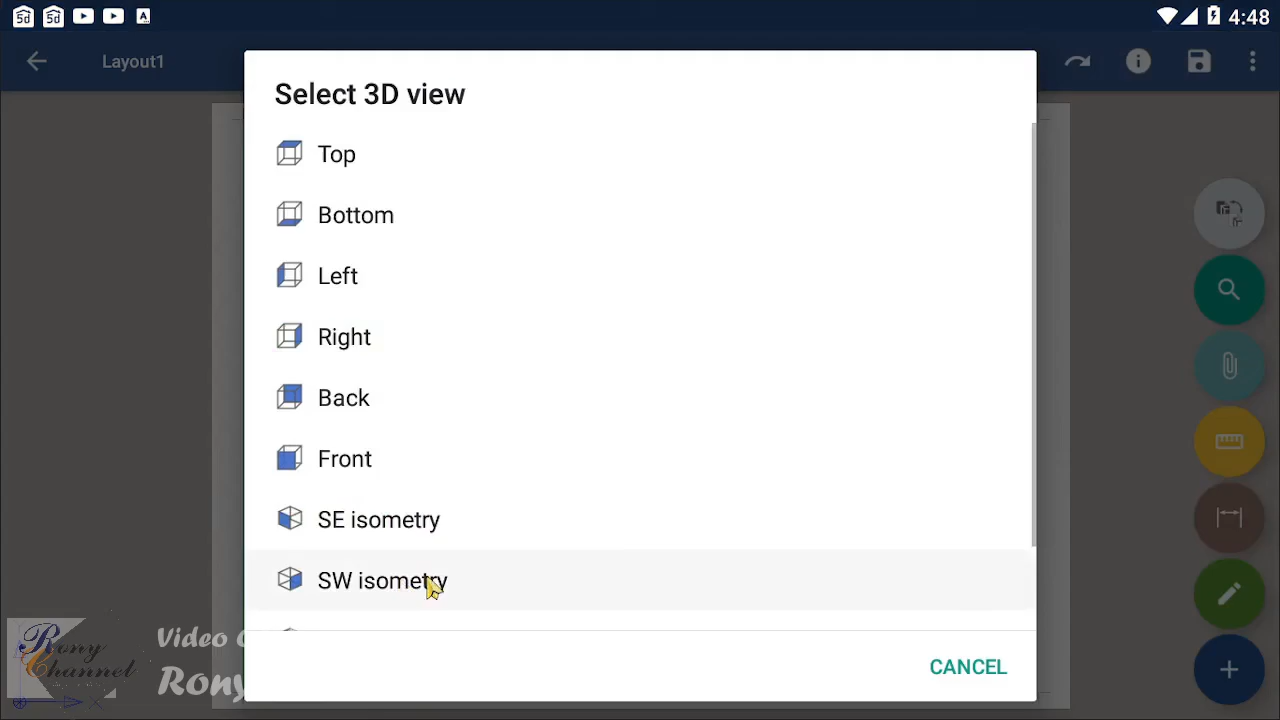 4:48
Layout1
Select 3D view
Top
Bottom
Left
Right
Back
Front
SE isometry
SW isometry
CANCEL
Rony
Channel
Video
Rony